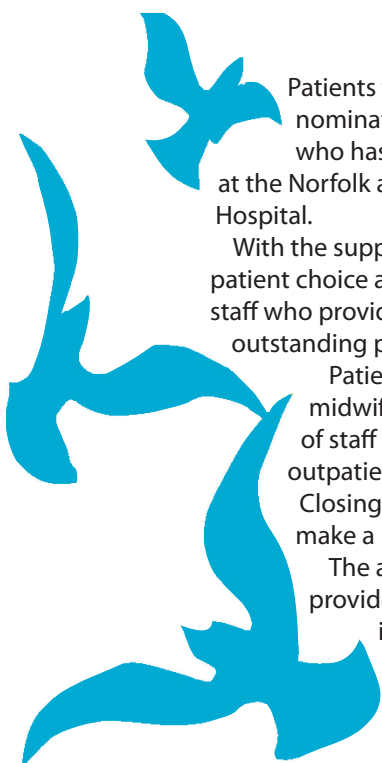 Patients
nominat
who has
at the Norfolk a
Hospital.
With the supp
patient choice a
staff who provid
outstanding p
Patie
midwif
of staff
outpatie
Closing
make a
The a
provide
i